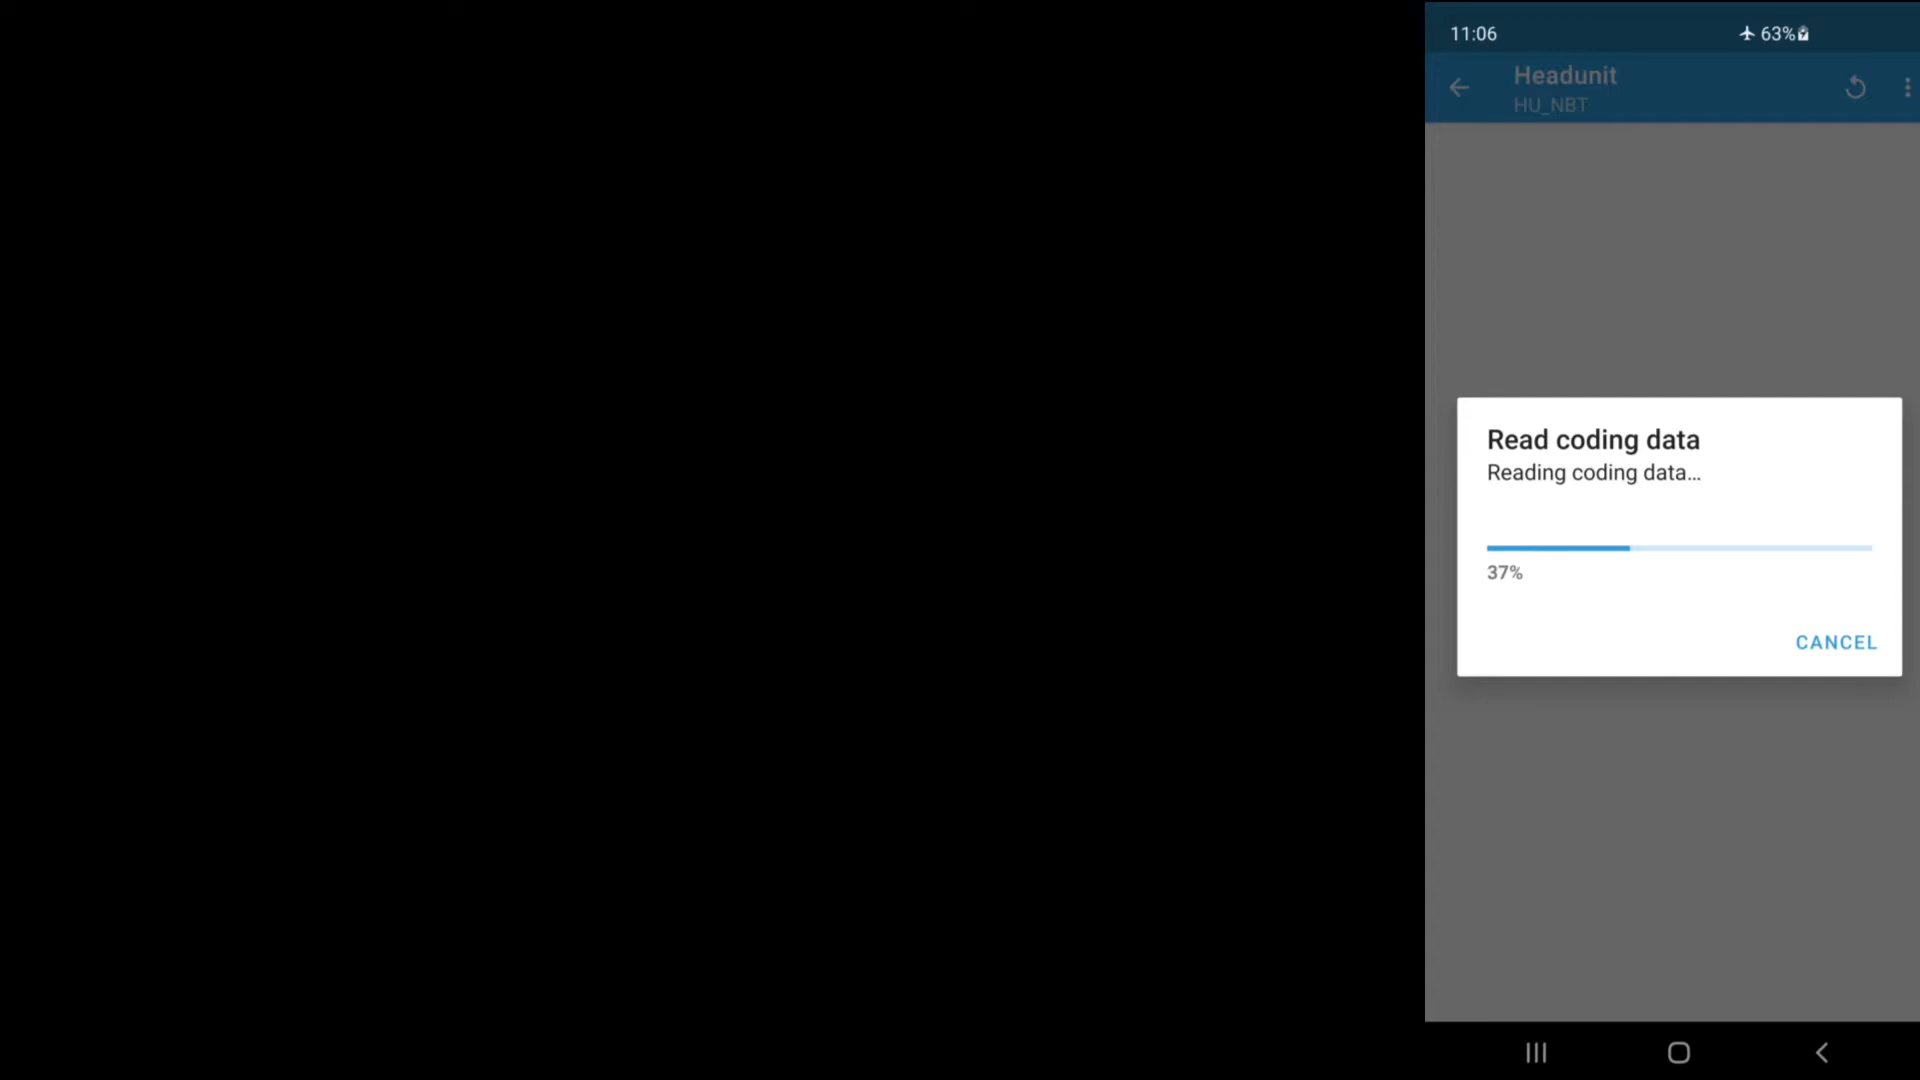 11:06
63%
Headunit
HU_NBT
Read coding data
Reading coding data...
37%
CANCEL